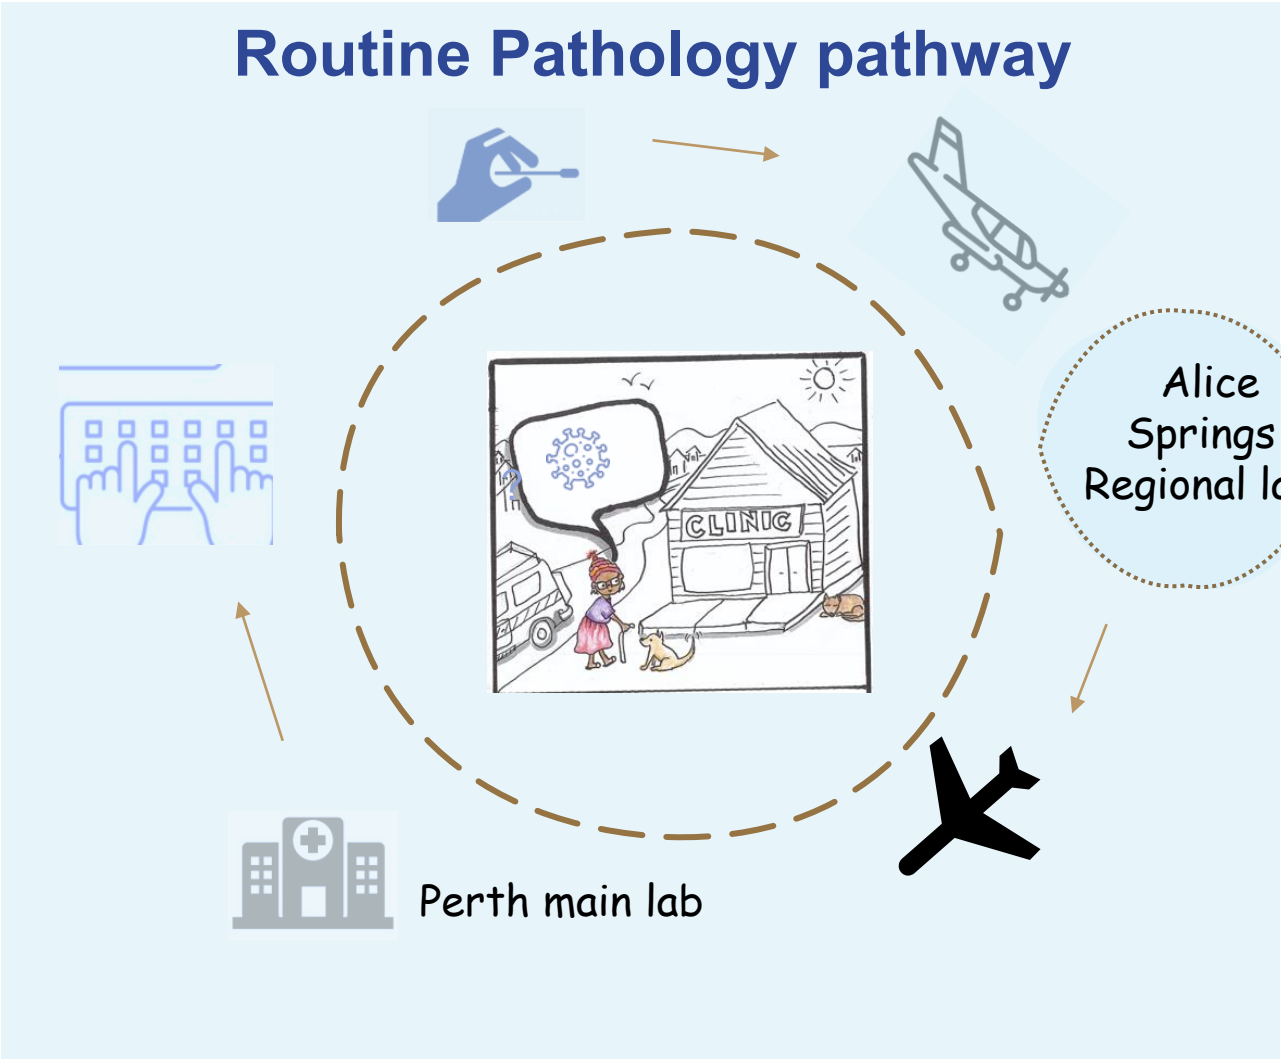 Routine Pathology pathway
Alice
Springs
Regional
CLINIC
?
Perth main lab